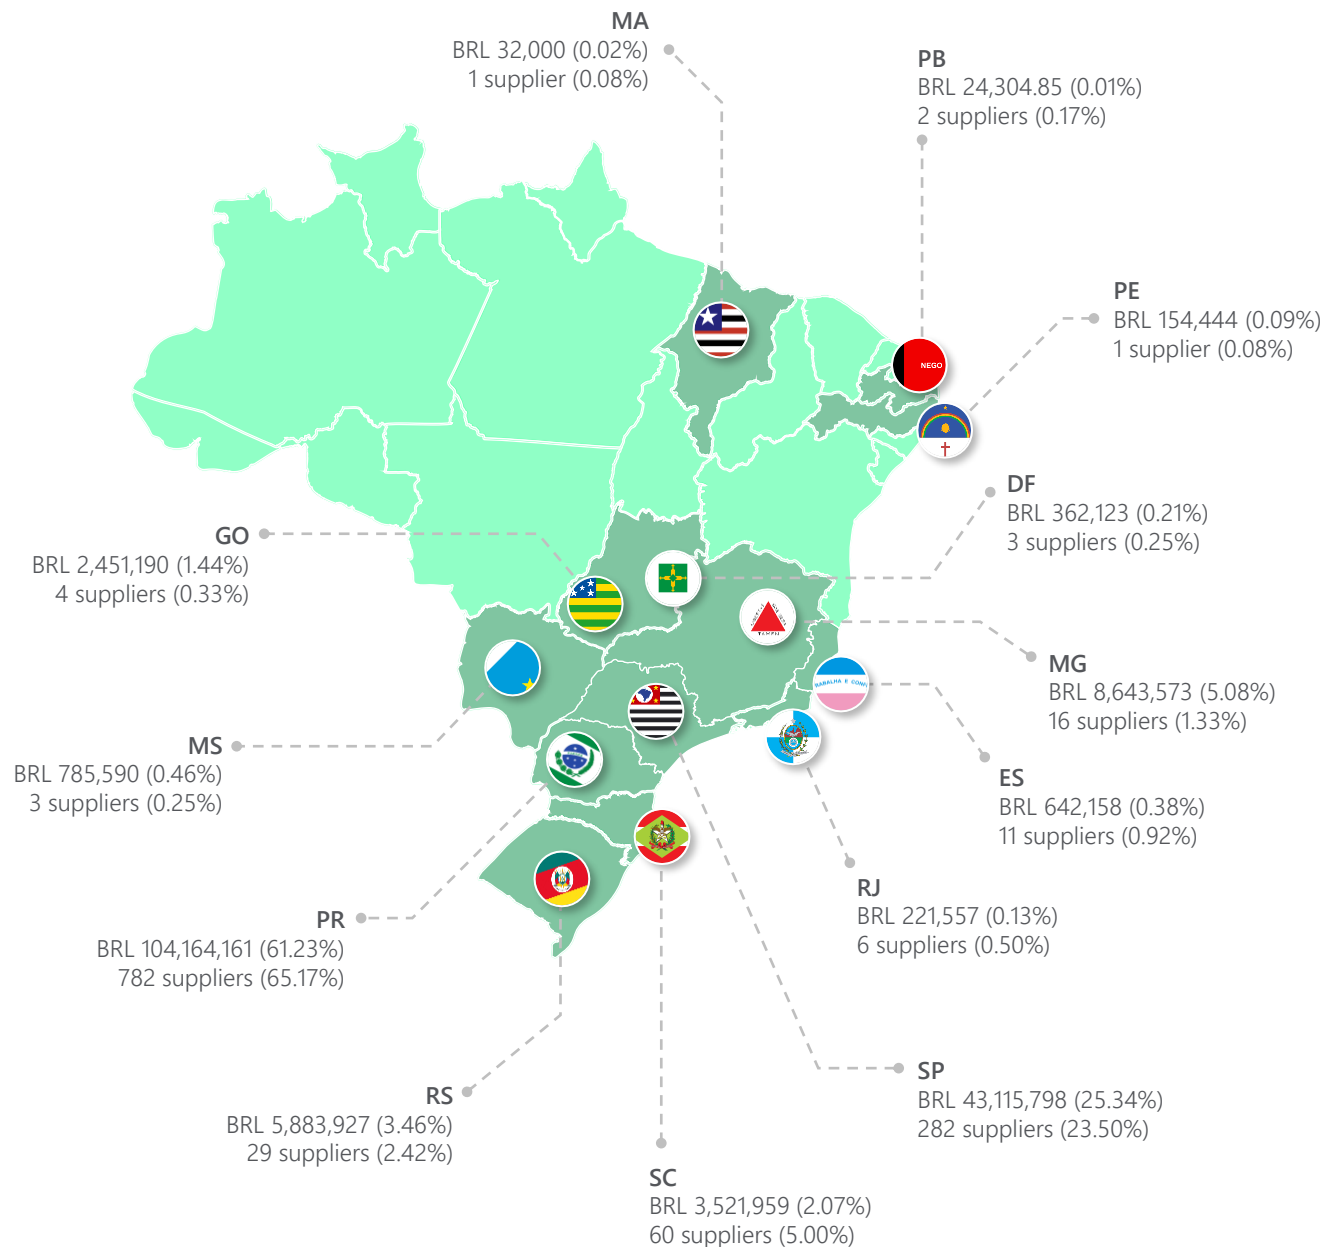 MA
BRL 32,000 (0.02%)
1 supplier (0.08%)
PB
BRL 24,304.85 (0.01%)
2 suppliers (0.17%)
PE
BRL 154,444 (0.09%)
1 supplier (0.08%)
NEGO
DF
BRL 362,123 (0.21%)
3 suppliers (0.25%)
GO
BRL 2,451,190 (1.44%)
4 suppliers (0.33%)
MG
BRL 8,643,573 (5.08%)
16 suppliers (1.33%)
MS
BRL 785,590 (0.46%)
3 suppliers (0.25%)
ES
BRL 642,158 (0.38%)
11 suppliers (0.92%)
RJ
BRL 221,557 (0.13%)
6 suppliers (0.50%)
PR
BRL 104,164,161 (61.23%)
782 suppliers (65.17%)
SP
BRL 43,115,798 (25.34%)
282 suppliers (23.50%)
RS
BRL 5,883,927 (3.46%)
29 suppliers (2.42%)
SC
BRL 3,521,959 (2.07%)
60 suppliers (5.00%)